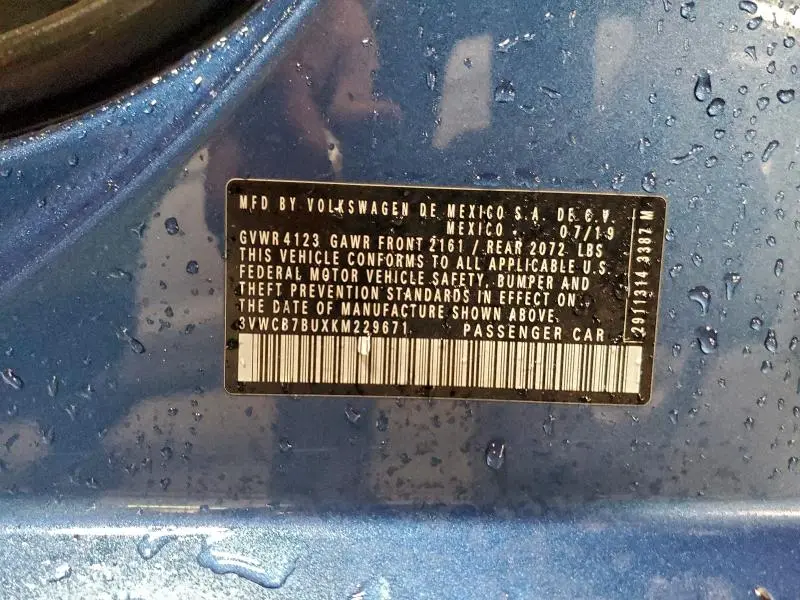 MFD BY VOLKSWAGEN DE MEXICO S.A. DE C.V.
MEXICO 07/19
GVWR 4123 GAWR FRONT 2161 / REAR 2072 LBS
THIS VEHICLE CONFORMS TO ALL APPLICABLE U.S.
FEDERAL MOTOR VEHICLE SAFETY, BUMPER AND
THEFT PREVENTION STANDARDS IN EFFECT ON
THE DATE OF MANUFACTURE SHOWN ABOVE.
3VWCB7BUXKM229671 PASSENGER CAR
2911314 3387 M